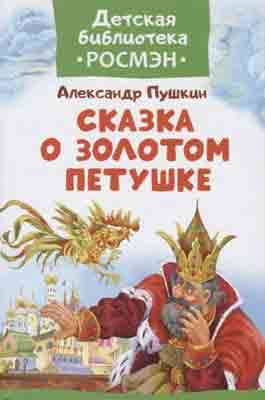 Детская
библиотека
•РОСМЭН•
Александр Пушкин
СКАЗКА
О ЗОЛОТОМ
ПЕТУШКЕ